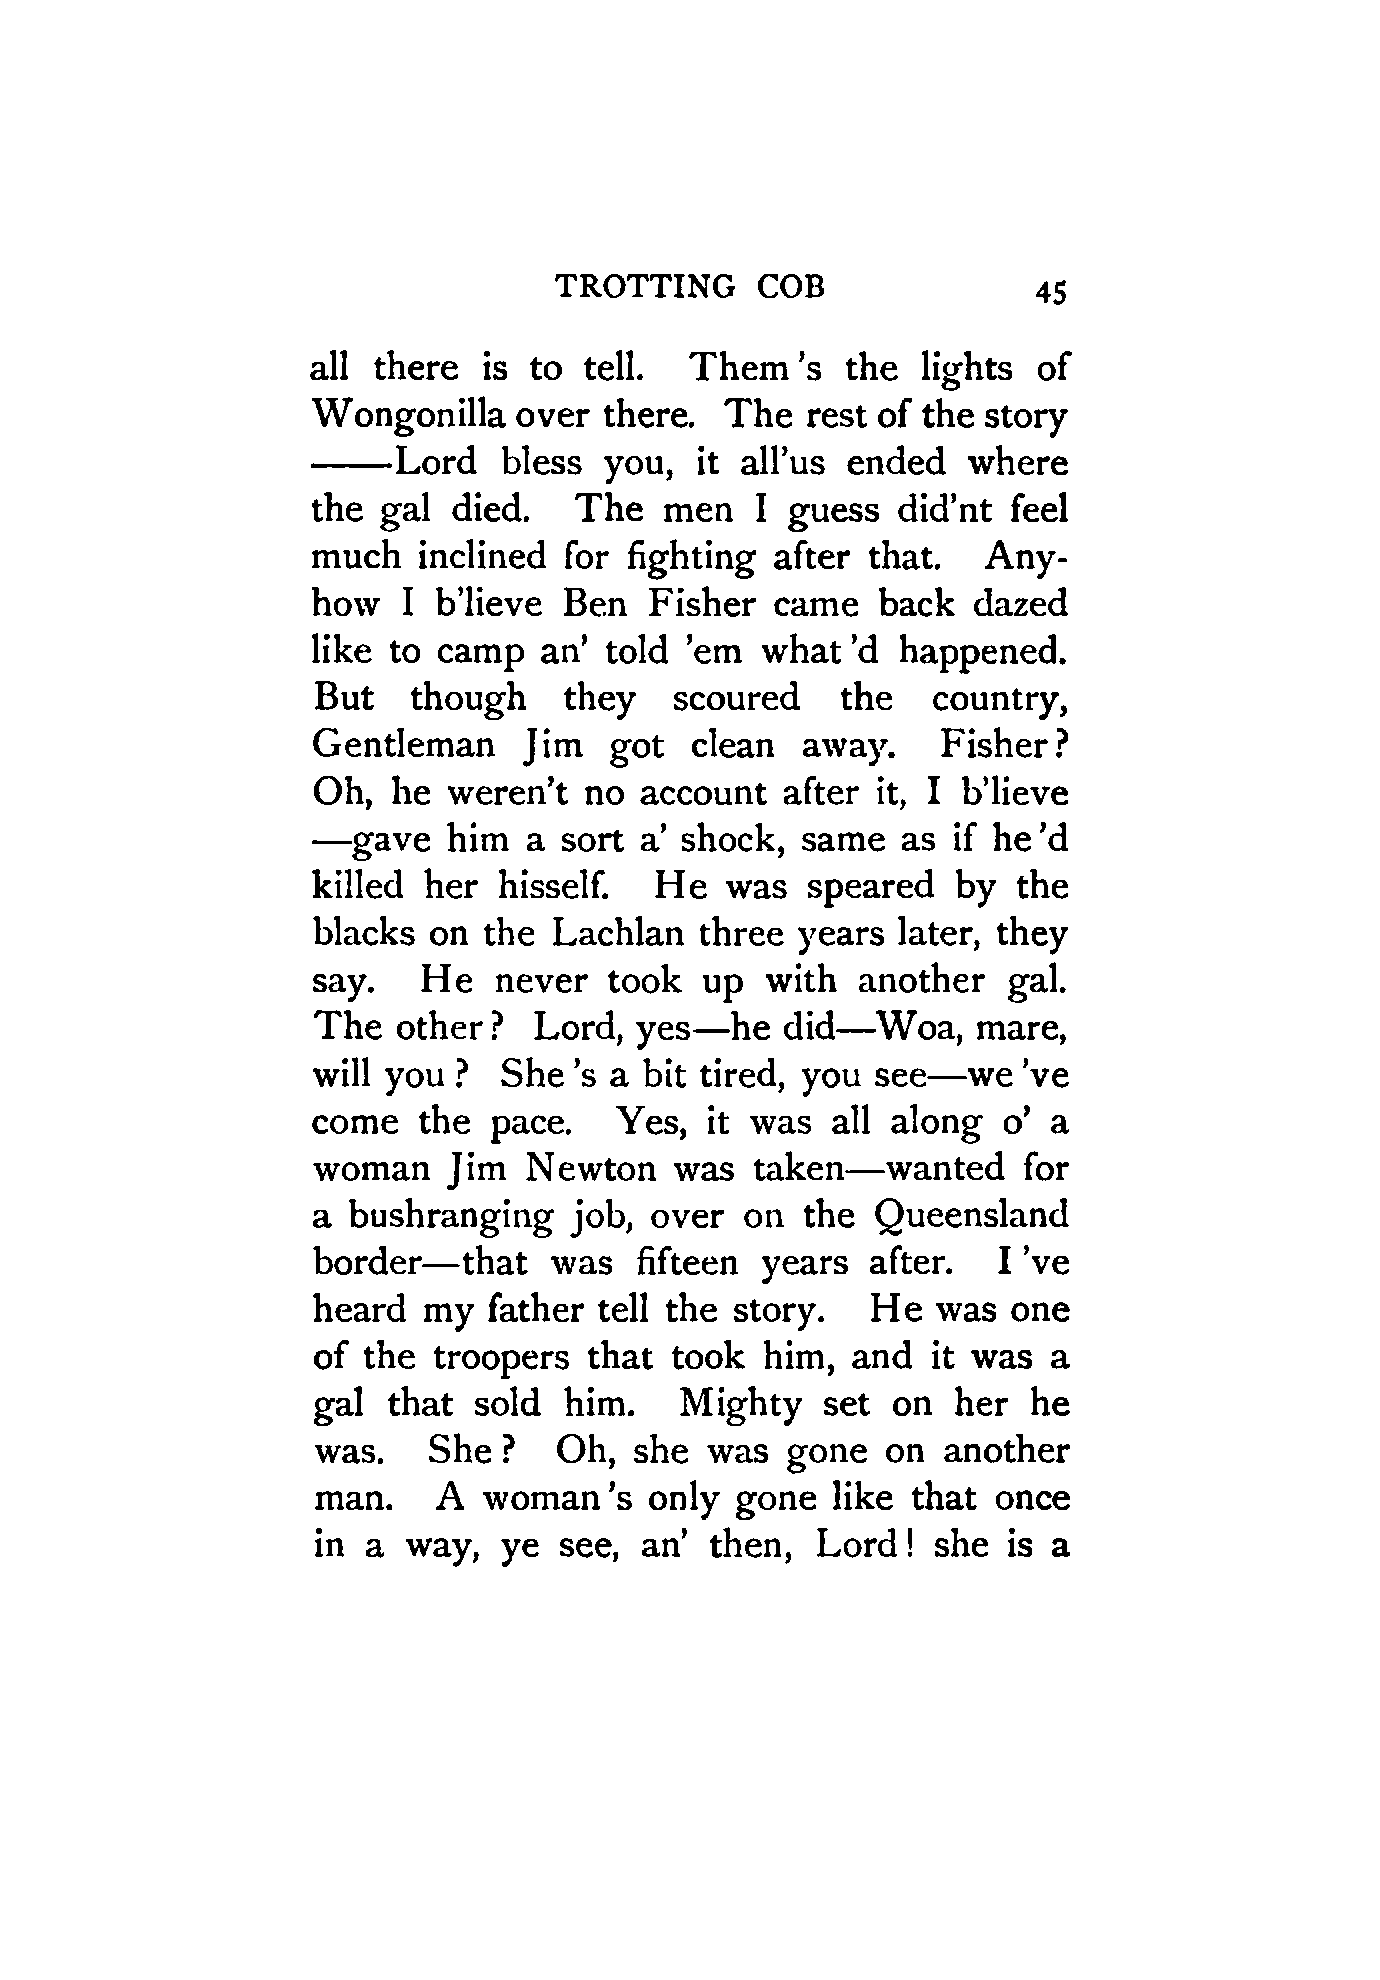 TROTTING COB 45
all there is to tell. Them 's the lights of
Wongonilla over there. The rest of the story
——Lord bless you, it all'us ended where
the gal died. The men I guess did'nt feel
much inclined for fighting after that. Any-
how I b'lieve Ben Fisher came back dazed
like to camp an' told 'em what 'd happened.
But though they scoured the country,
Gentleman Jim got clean away. Fisher?
Oh, he weren't no account after it, I b'lieve
—gave him a sort a' shock, same as if he 'd
killed her hisself. He was speared by the
blacks on the Lachlan three years later, they
say. He never took up with another gal.
The other? Lord, yes—he did—Woa, mare,
will you? She 's a bit tired, you see—we 've
come the pace. Yes, it was all along o' a
woman Jim Newton was taken—wanted for
a bushranging job, over on the Queensland
border—that was fifteen years after. I 've
heard my father tell the story. He was one
of the troopers that took him, and it was a
gal that sold him. Mighty set on her he
was. She? Oh, she was gone on another
man. A woman 's only gone like that once
in a way, ye see, an' then, Lord! she is a